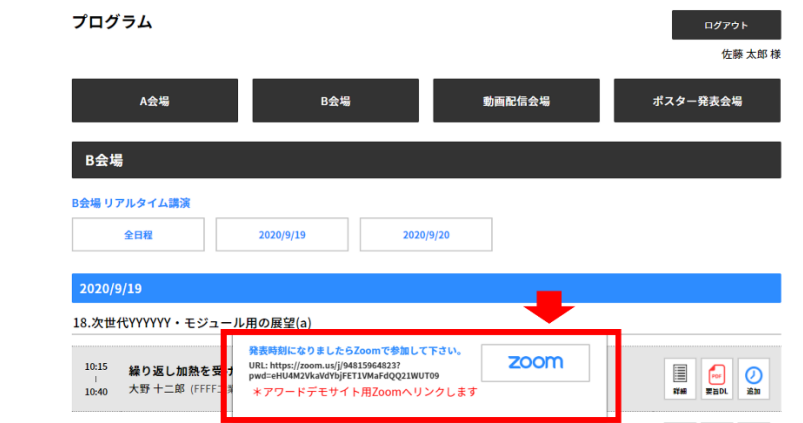 プログラム
ログアウト
佐藤 太郎 様
A会場
B会場
動画配信会場
ポスター発表会場
B会場
B会場 リアルタイム講演
全日程
2020/9/19
2020/9/20
2020/9/19
18.次世代YYYYYY・モジュール用の展望(a)
発表時刻になりましたらZoomで参加して下さい。
URL: https://zoom.us/j/94815964823?
pwd=eHU4M2VkaVdYbjFET1VMaFdQQ21WUT09
＊アワードデモサイト用Zoomへリンクします
zoom
10:15
|
10:40
繰り返し加熱を受
大野 十二郎 (FFFF
PDF
詳細
要旨DL
追加